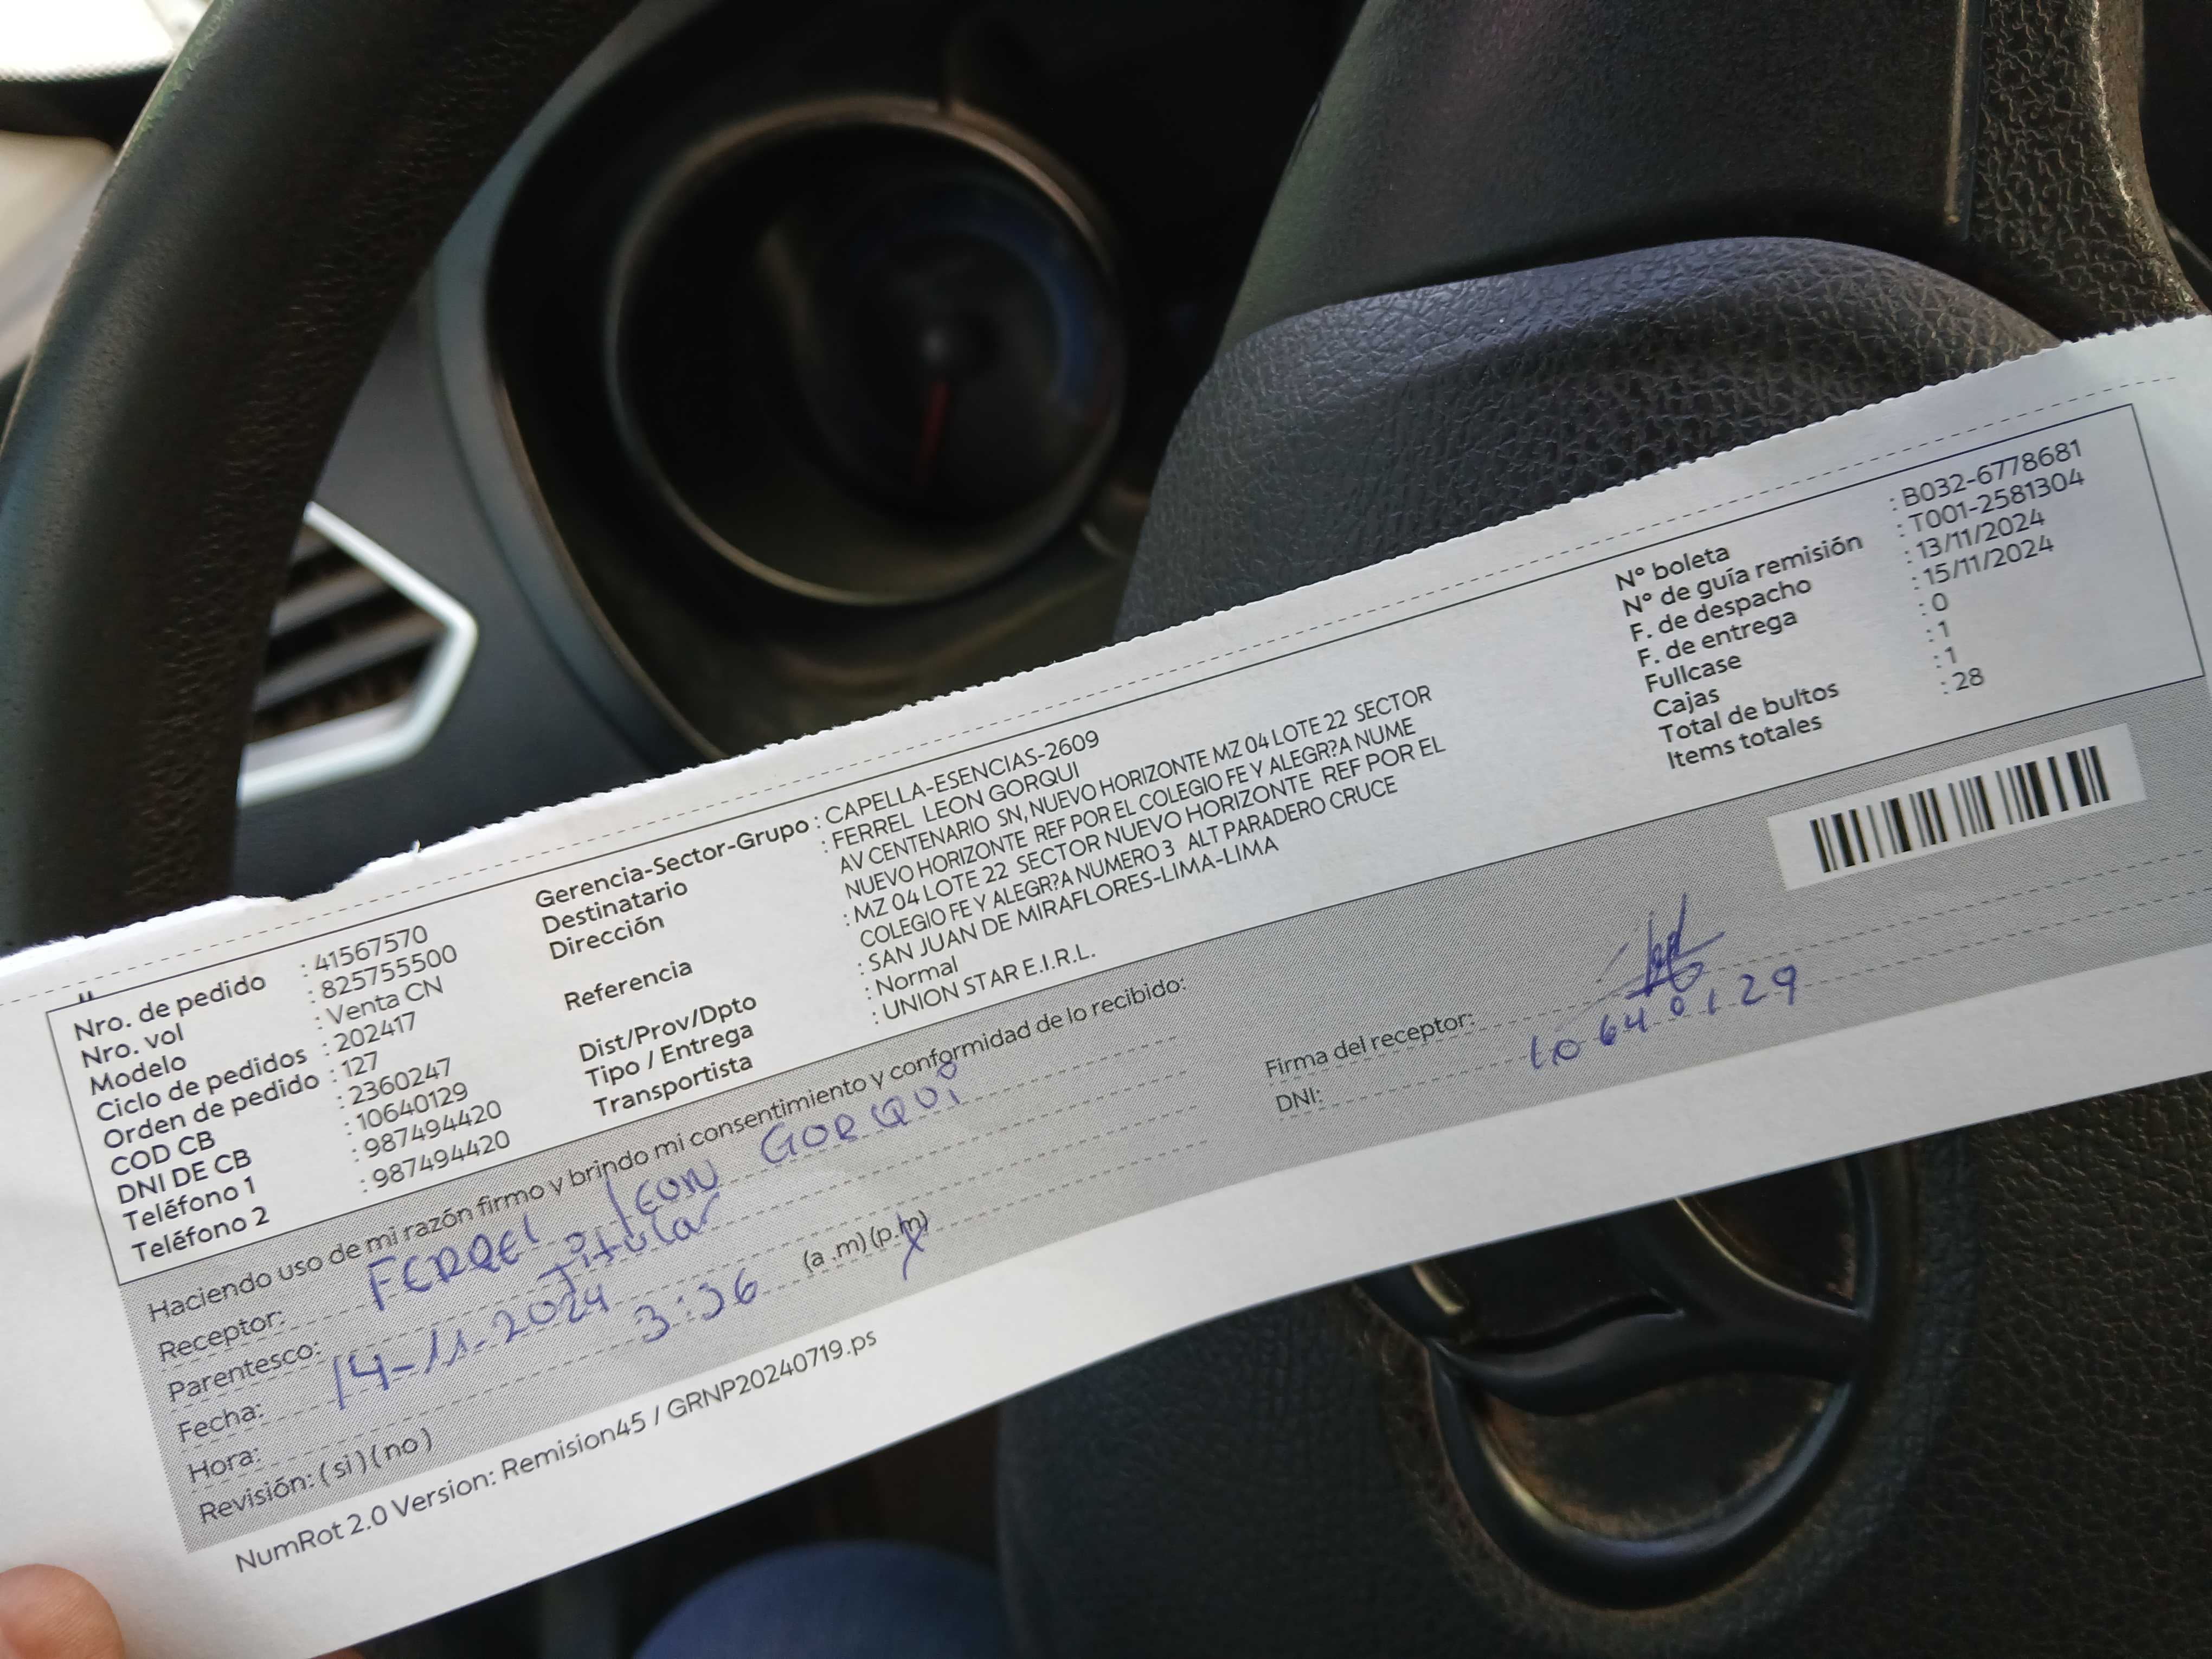 Nro. de pedido : 41567570
Nro. vol : 825755500
Modelo : Venta CN
Ciclo de pedidos : 202417
Orden de pedido : 127
COD CB : 2360247
DNI DE CB : 10640129
Teléfono 1 : 987494420
Teléfono 2 : 987494420
Gerencia-Sector-Grupo : CAPELLA-ESENCIAS-2609
Destinatario : FERREL LEON GORQUI
Dirección AV CENTENARIO SN, NUEVO HORIZONTE MZ 04 LOTE 22 SECTOR
NUEVO HORIZONTE REF POR EL COLEGIO FE Y ALEGR?A NUME
Referencia : MZ 04 LOTE 22 SECTOR NUEVO HORIZONTE REF POR EL
COLEGIO FE Y ALEGR?A NUMERO 3 ALT PARADERO CRUCE
Dist/Prov/Dpto : SAN JUAN DE MIRAFLORES-LIMA-LIMA
Tipo / Entrega : Normal
Transportista : UNION STAR E.I.R.L.
N° boleta : B032-6778681
N° de guía remisión : T001-2581304
F. de despacho : 13/11/2024
F. de entrega : 15/11/2024
Fullcase : 0
Cajas : 1
Total de bultos : 1
Items totales : 28
Haciendo uso de mi razón firmo y brindo mi consentimiento y conformidad de lo recibido:
Receptor: FERREL LEON GORQUI
Parentesco: Titular
Fecha: 14-11-2024
Hora: 3:36 (a .m) (p.m)
Revisión: ( si ) ( no )
Firma del receptor:
DNI: 10640129
NumRot 2.0 Version: Remision45 / GRNP20240719.ps